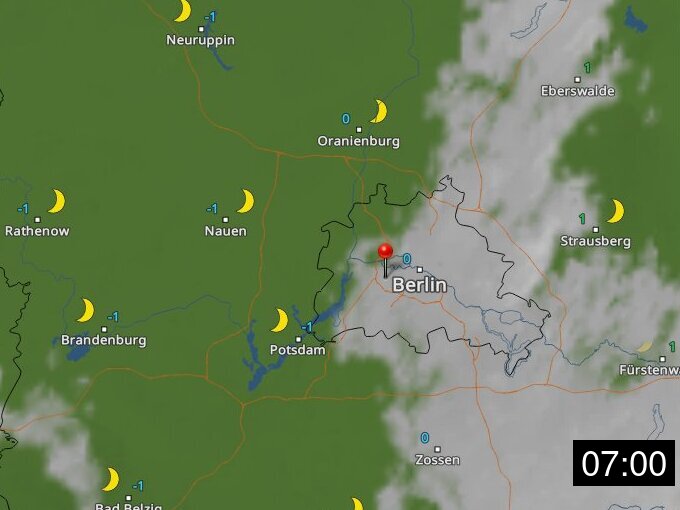 -1
Neuruppin
1
Eberswalde
0
Oranienburg
-1
Rathenow
-1
Nauen
1
Strausberg
0
Berlin
-1
Brandenburg
-1
Potsdam
1
Fürstenwa
0
Zossen
07:00
-1
Bad Belzig